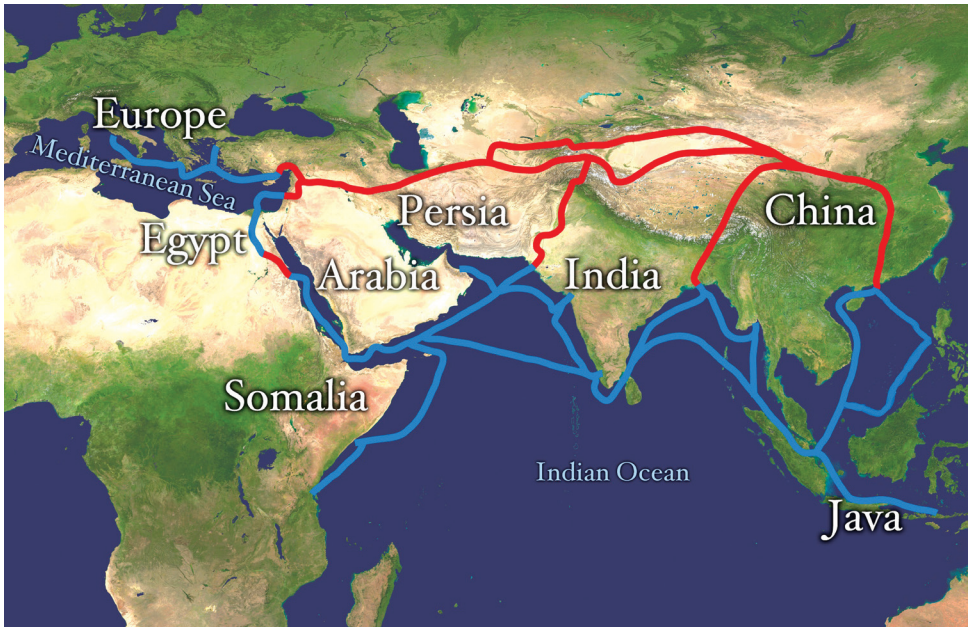 Europe
Mediterranean Sea
Egypt
Persia
China
Arabia
India
Somalia
Indian Ocean
Java